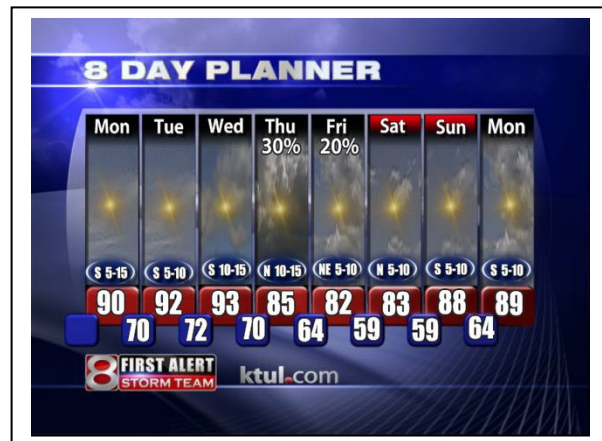 8 DAY PLANNER
Mon Tue Wed Thu Fri Sat Sun Mon
30% 20%
S 5-15 S 5-10 S 10-15 N 10-15 NE 5-10 N 5-10 S 5-10 S 5-10
90 92 93 85 82 83 88 89
70 72 70 64 59 59 64
8 FIRST ALERT
STORM TEAM
ktul.com